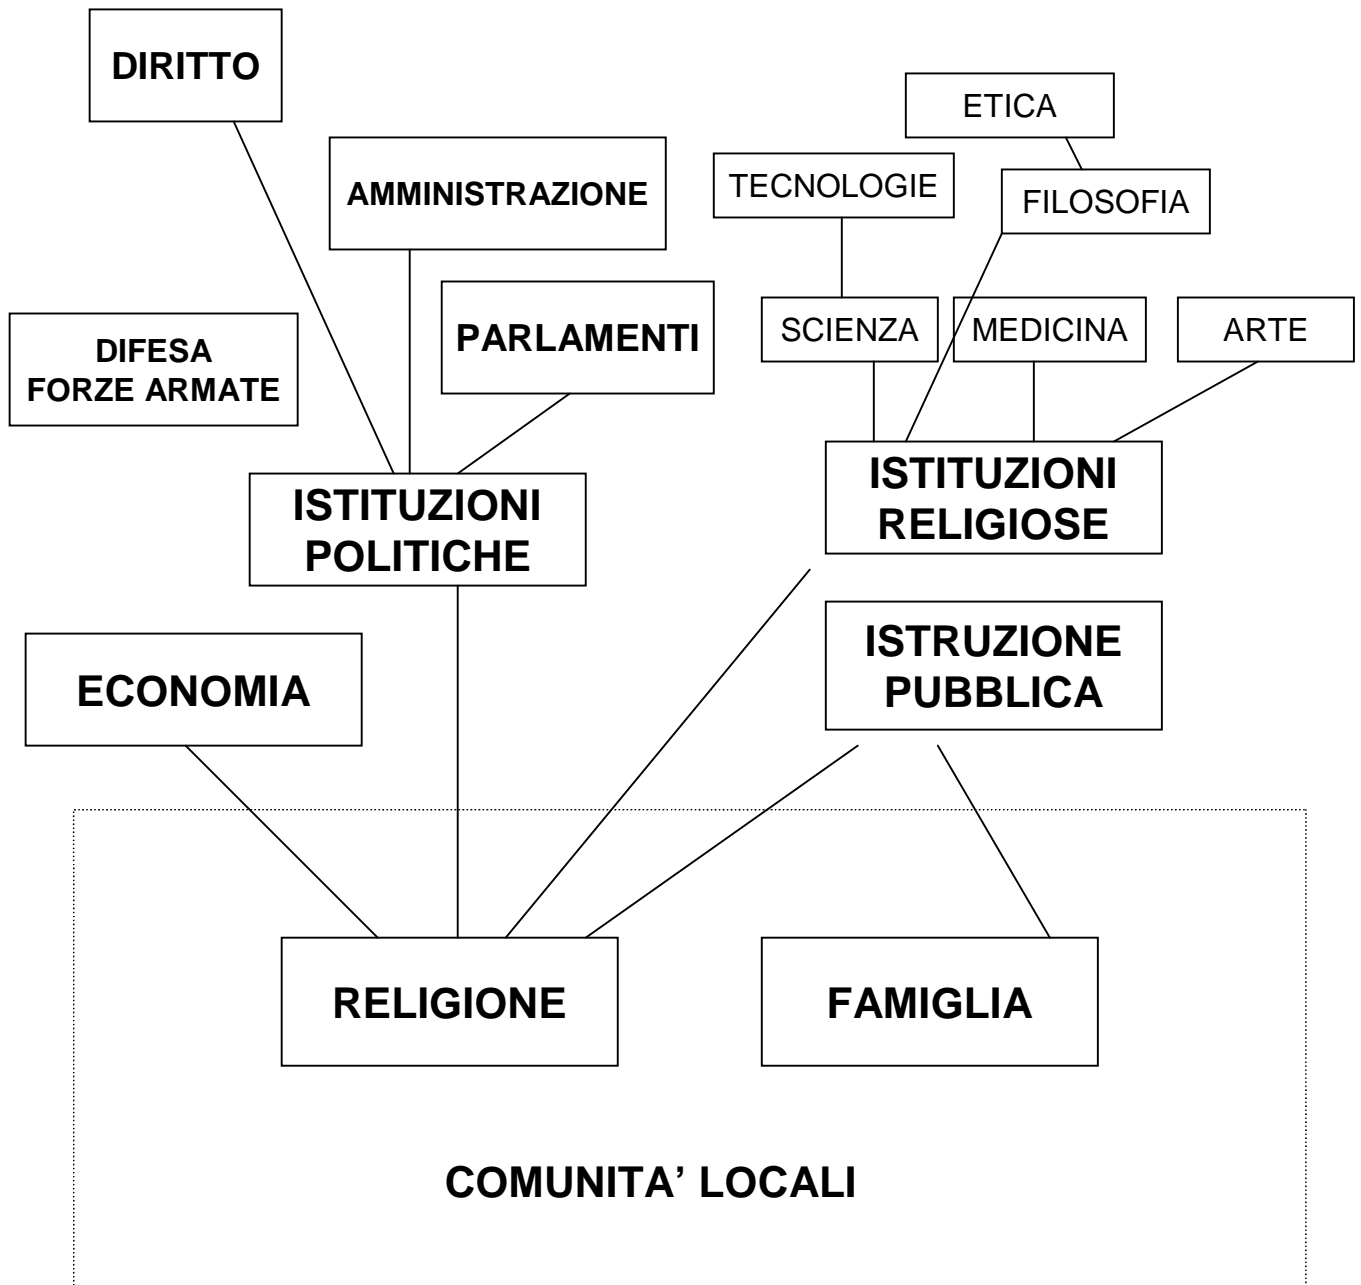 DIRITTO
ETICA
AMMINISTRAZIONE
TECNOLOGIE
FILOSOFIA
DIFESA
FORZE ARMATE
PARLAMENTI
SCIENZA
MEDICINA
ARTE
ISTITUZIONI
POLITICHE
ISTITUZIONI
RELIGIOSE
ECONOMIA
ISTRUZIONE
PUBBLICA
RELIGIONE
FAMIGLIA
COMUNITA’ LOCALI